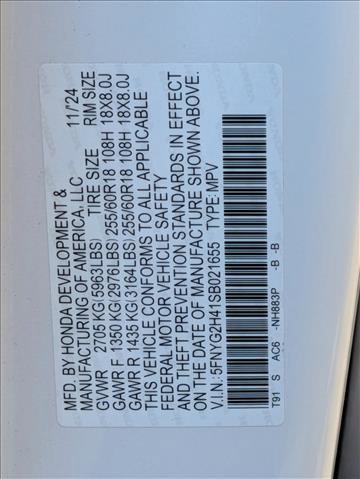 MFD. BY HONDA DEVELOPMENT & 11/24
MANUFACTURING OF AMERICA, LLC
GVWR 2705 KG(5963LBS) TIRE SIZE RIM SIZE
GAWR F 1350 KG(2976LBS) 255/60R18 108H 18X8.0J
GAWR R 1435 KG(3164LBS) 255/60R18 108H 18X8.0J
THIS VEHICLE CONFORMS TO ALL APPLICABLE
FEDERAL MOTOR VEHICLE SAFETY
AND THEFT PREVENTION STANDARDS IN EFFECT
ON THE DATE OF MANUFACTURE SHOWN ABOVE.
V.I.N.: 5FNYG2H41SB021655 TYPE: MPV
T91 S AC6 -NH883P -B -B